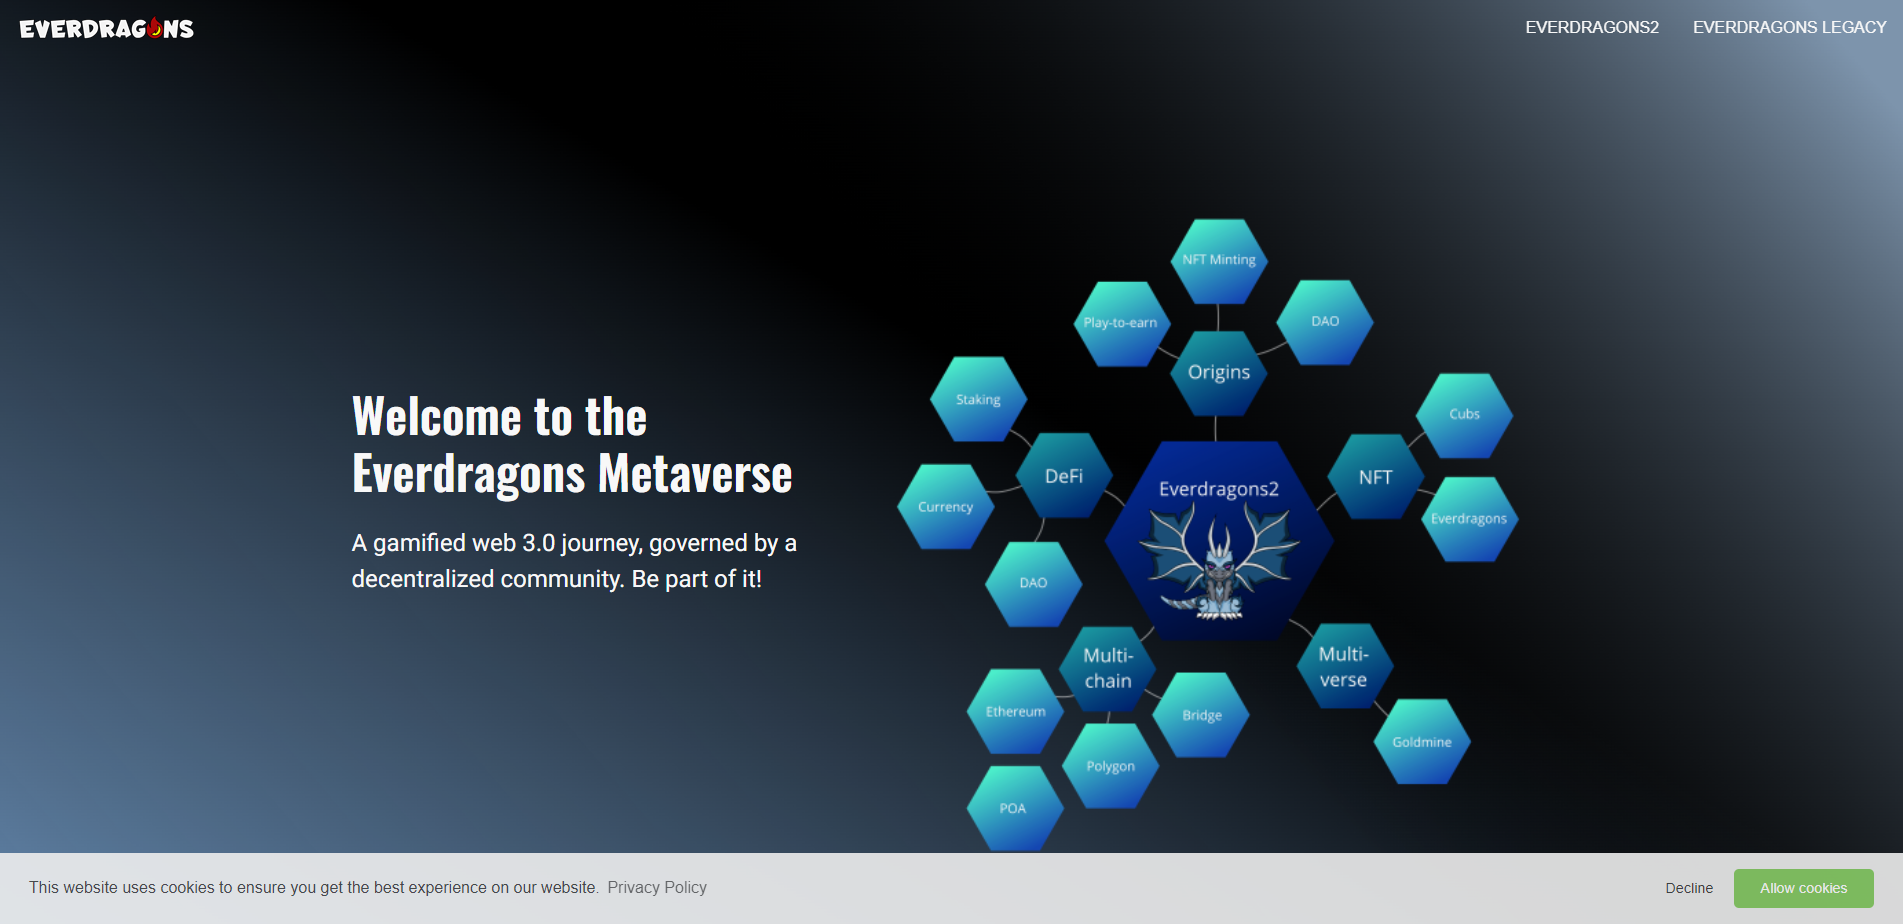 EVERDRAGONS
EVERDRAGONS2
EVERDRAGONS LEGACY
Welcome to the
Everdragons Metaverse
A gamified web 3.0 journey, governed by a
decentralized community. Be part of it!
NFT Minting
Play-to-earn
DAO
Origins
Staking
Cubs
DeFi
NFT
Currency
Everdragons2
Everdragons
DAO
Multi-
chain
Multi-
verse
Ethereum
Bridge
Goldmine
Polygon
POA
This website uses cookies to ensure you get the best experience on our website. Privacy Policy
Decline
Allow cookies